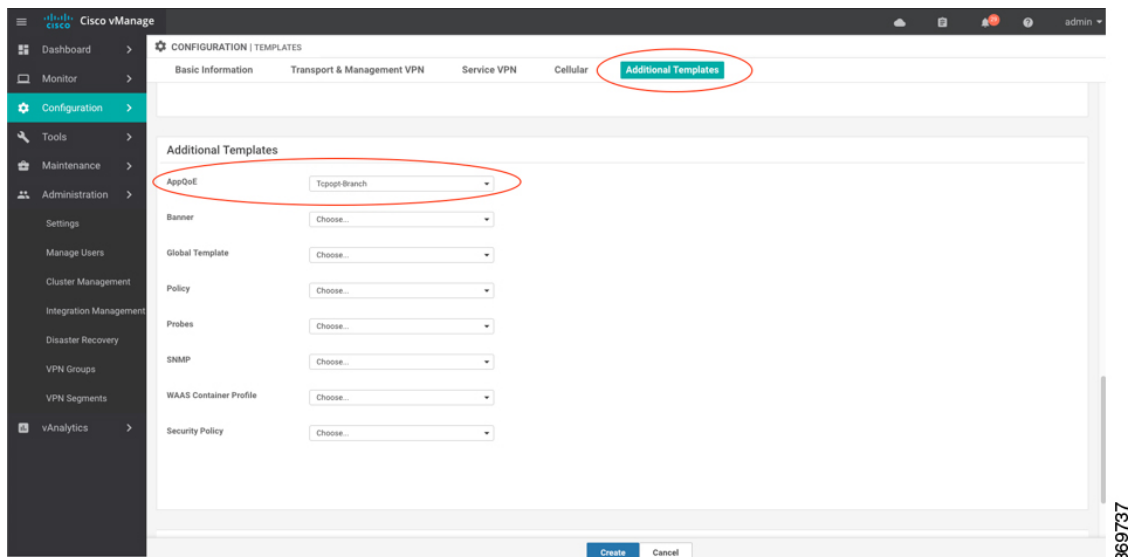 CISCO Cisco vManage
admin
Dashboard
Monitor
Configuration
Tools
Maintenance
Administration
Settings
Manage Users
Cluster Management
Integration Management
Disaster Recovery
VPN Groups
VPN Segments
vAnalytics
CONFIGURATION | TEMPLATES
Basic Information Transport & Management VPN Service VPN Cellular Additional Templates
Additional Templates
AppQoE Tcpopt-Branch
Banner Choose...
Global Template Choose...
Policy Choose...
Probes Choose...
SNMP Choose...
WAAS Container Profile Choose...
Security Policy Choose...
Create Cancel
369737